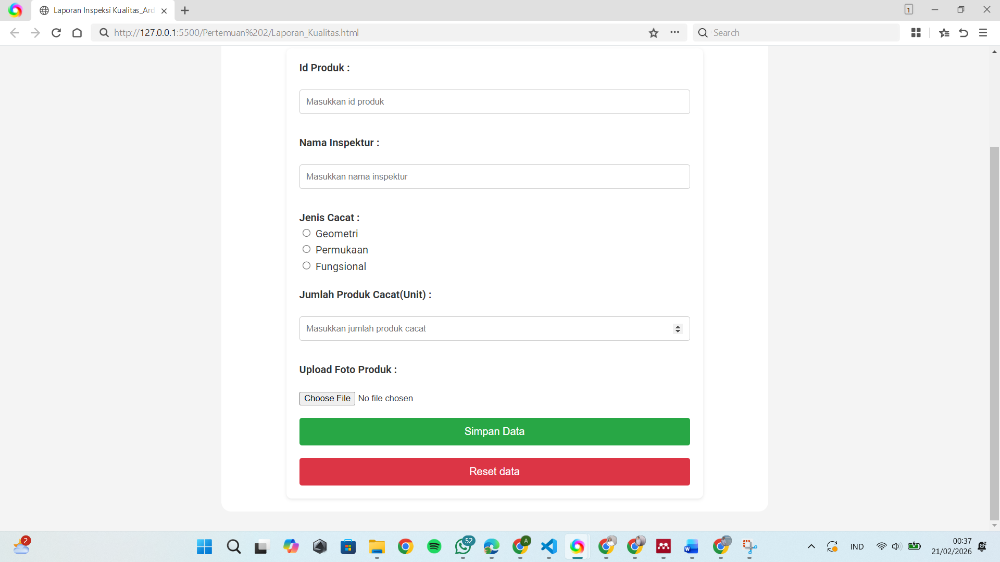 Laporan Inspeksi Kualitas_Ard
1
http://127.0.0.1:5500/Pertemuan%202/Laporan_Kualitas.html
Search
Id Produk :
Masukkan id produk
Nama Inspektur :
Masukkan nama inspektur
Jenis Cacat :
Geometri
Permukaan
Fungsional
Jumlah Produk Cacat(Unit) :
Masukkan jumlah produk cacat
Upload Foto Produk :
Choose File No file chosen
Simpan Data
Reset data
2
52
A
W
IND
00:37
21/02/2026